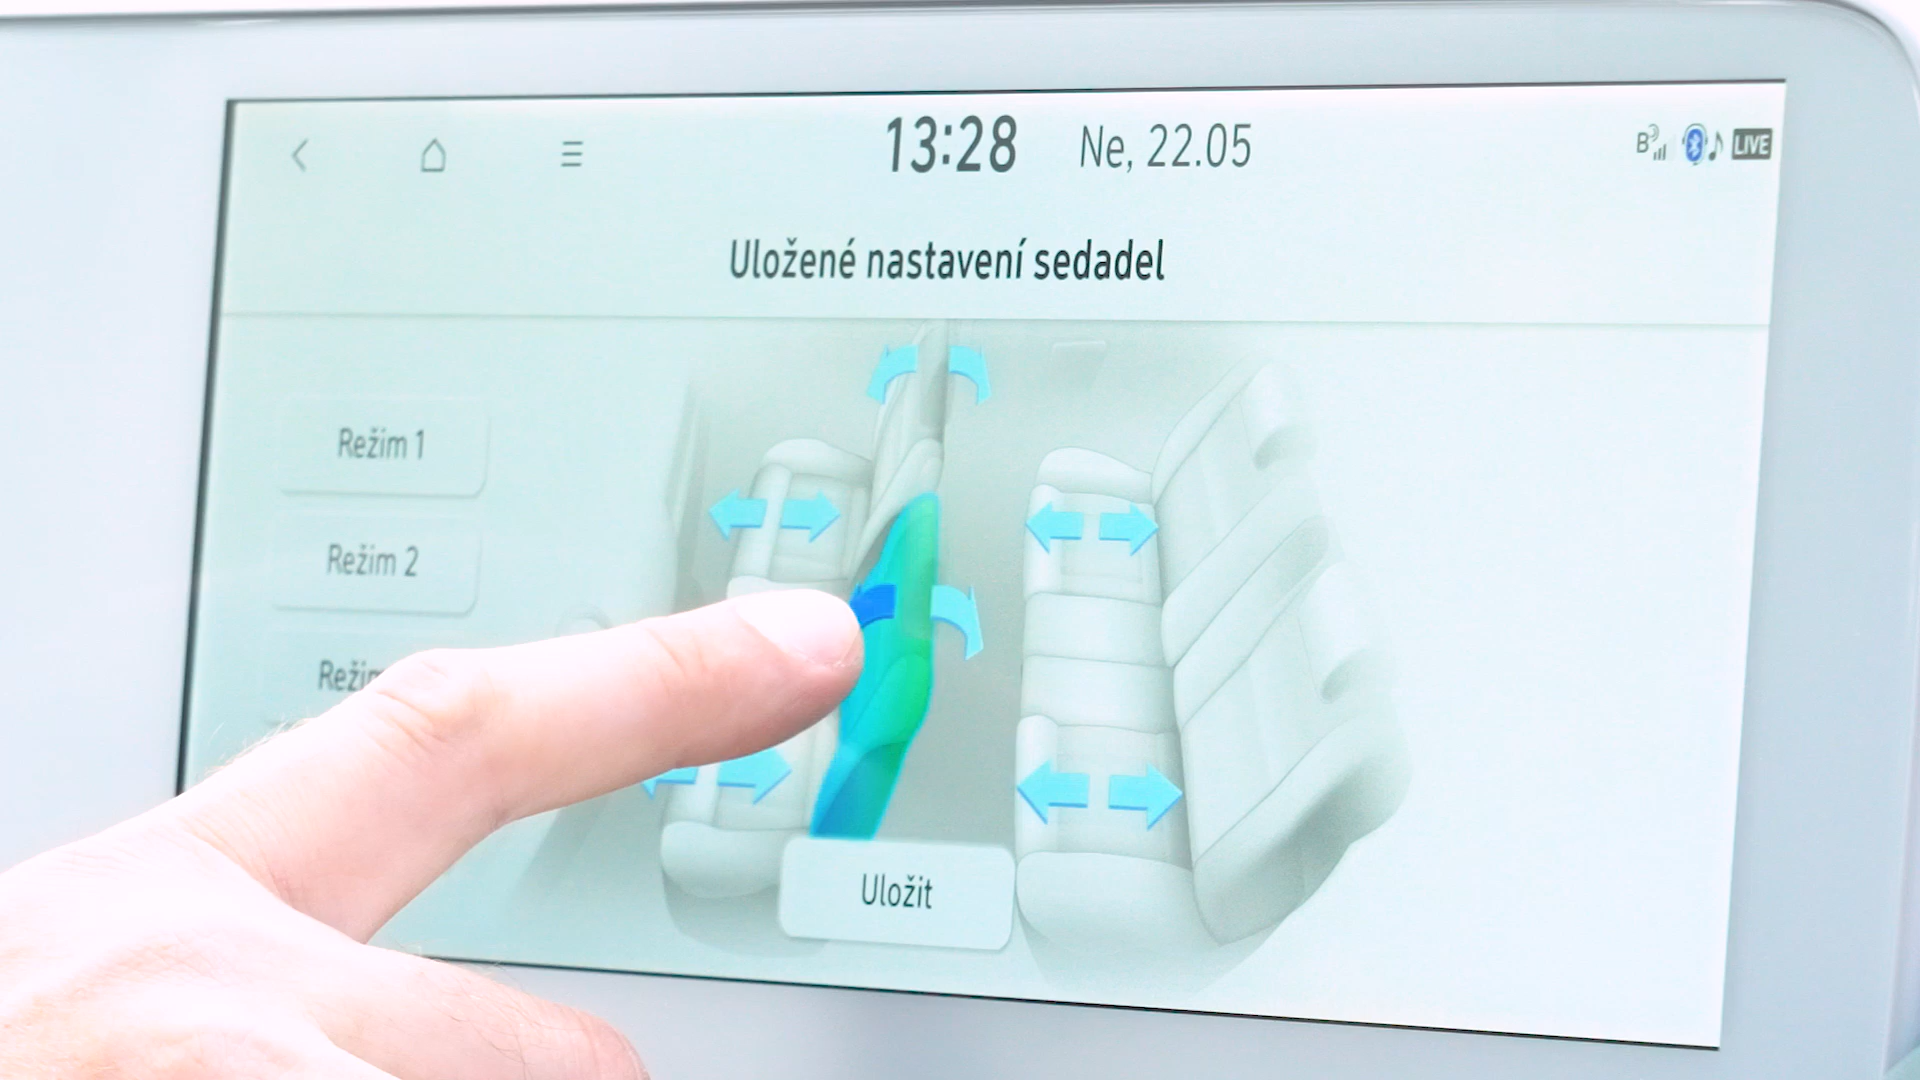 13:28 Ne, 22.05
B LIVE
Uložené nastavení sedadel
Režim 1
Režim 2
Uložit